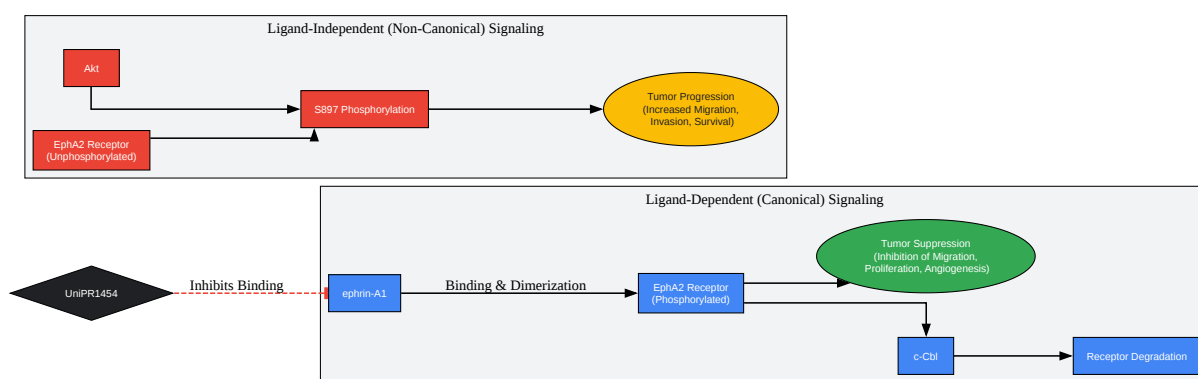 Ligand-Independent (Non-Canonical) Signaling
Akt
S897 Phosphorylation
Tumor Progression
(Increased Migration,
Invasion, Survival)
EphA2 Receptor
(Unphosphorylated)
Ligand-Dependent (Canonical) Signaling
Tumor Suppression
(Inhibition of Migration,
Proliferation, Angiogenesis)
UniPR1454
Inhibits Binding
ephrin-A1
Binding & Dimerization
EphA2 Receptor
(Phosphorylated)
c-Cbl
Receptor Degradation